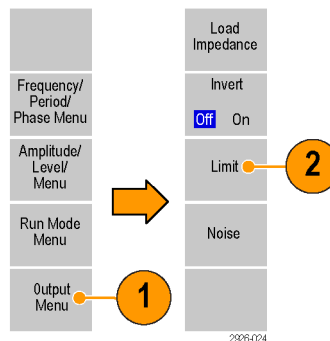 Frequency/
Period/
Phase Menu
Amplitude/
Level/
Menu
Run Mode
Menu
Output
Menu
1
Load
Impedance
Invert
Off On
Limit
2
Noise
2926-024